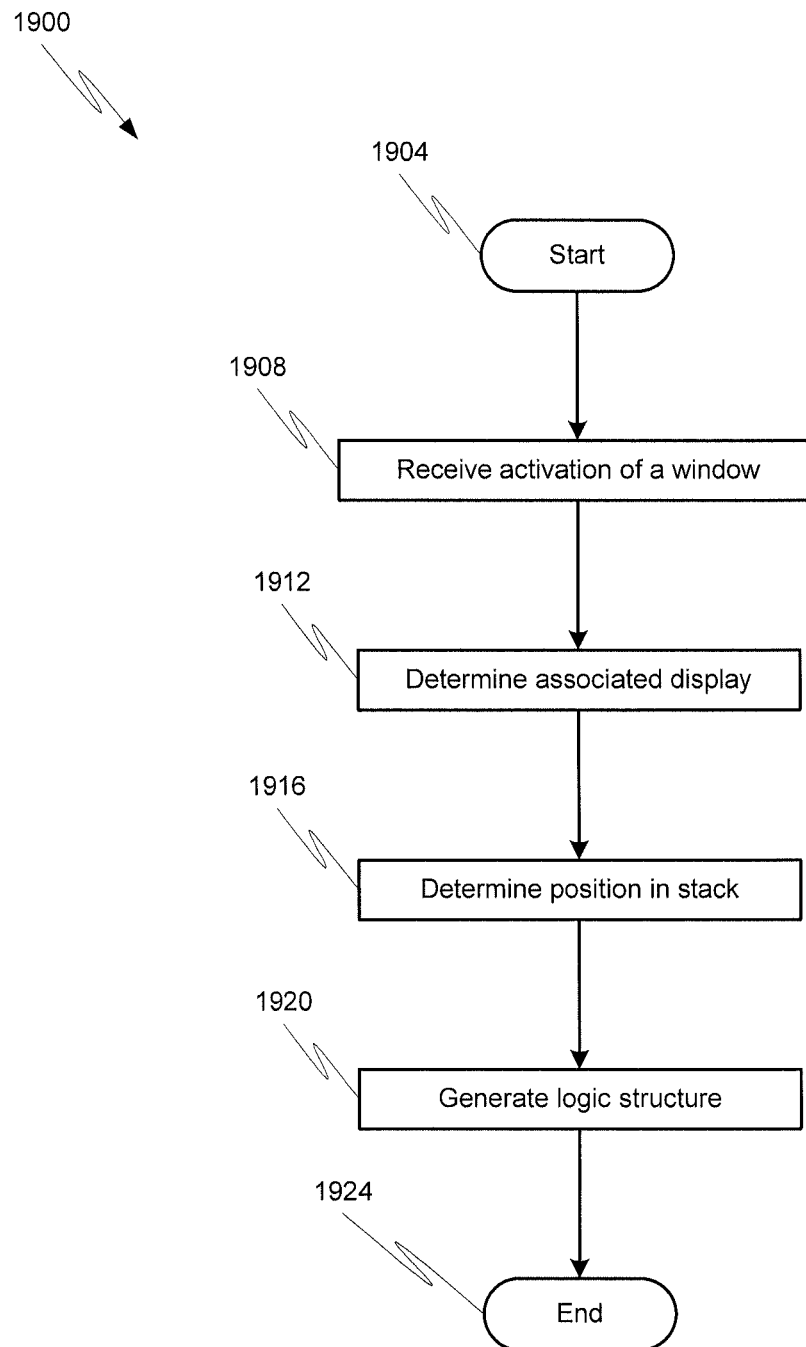 1900
1904
Start
1908
Receive activation of a window
1912
Determine associated display
1916
Determine position in stack
1920
Generate logic structure
1924
End